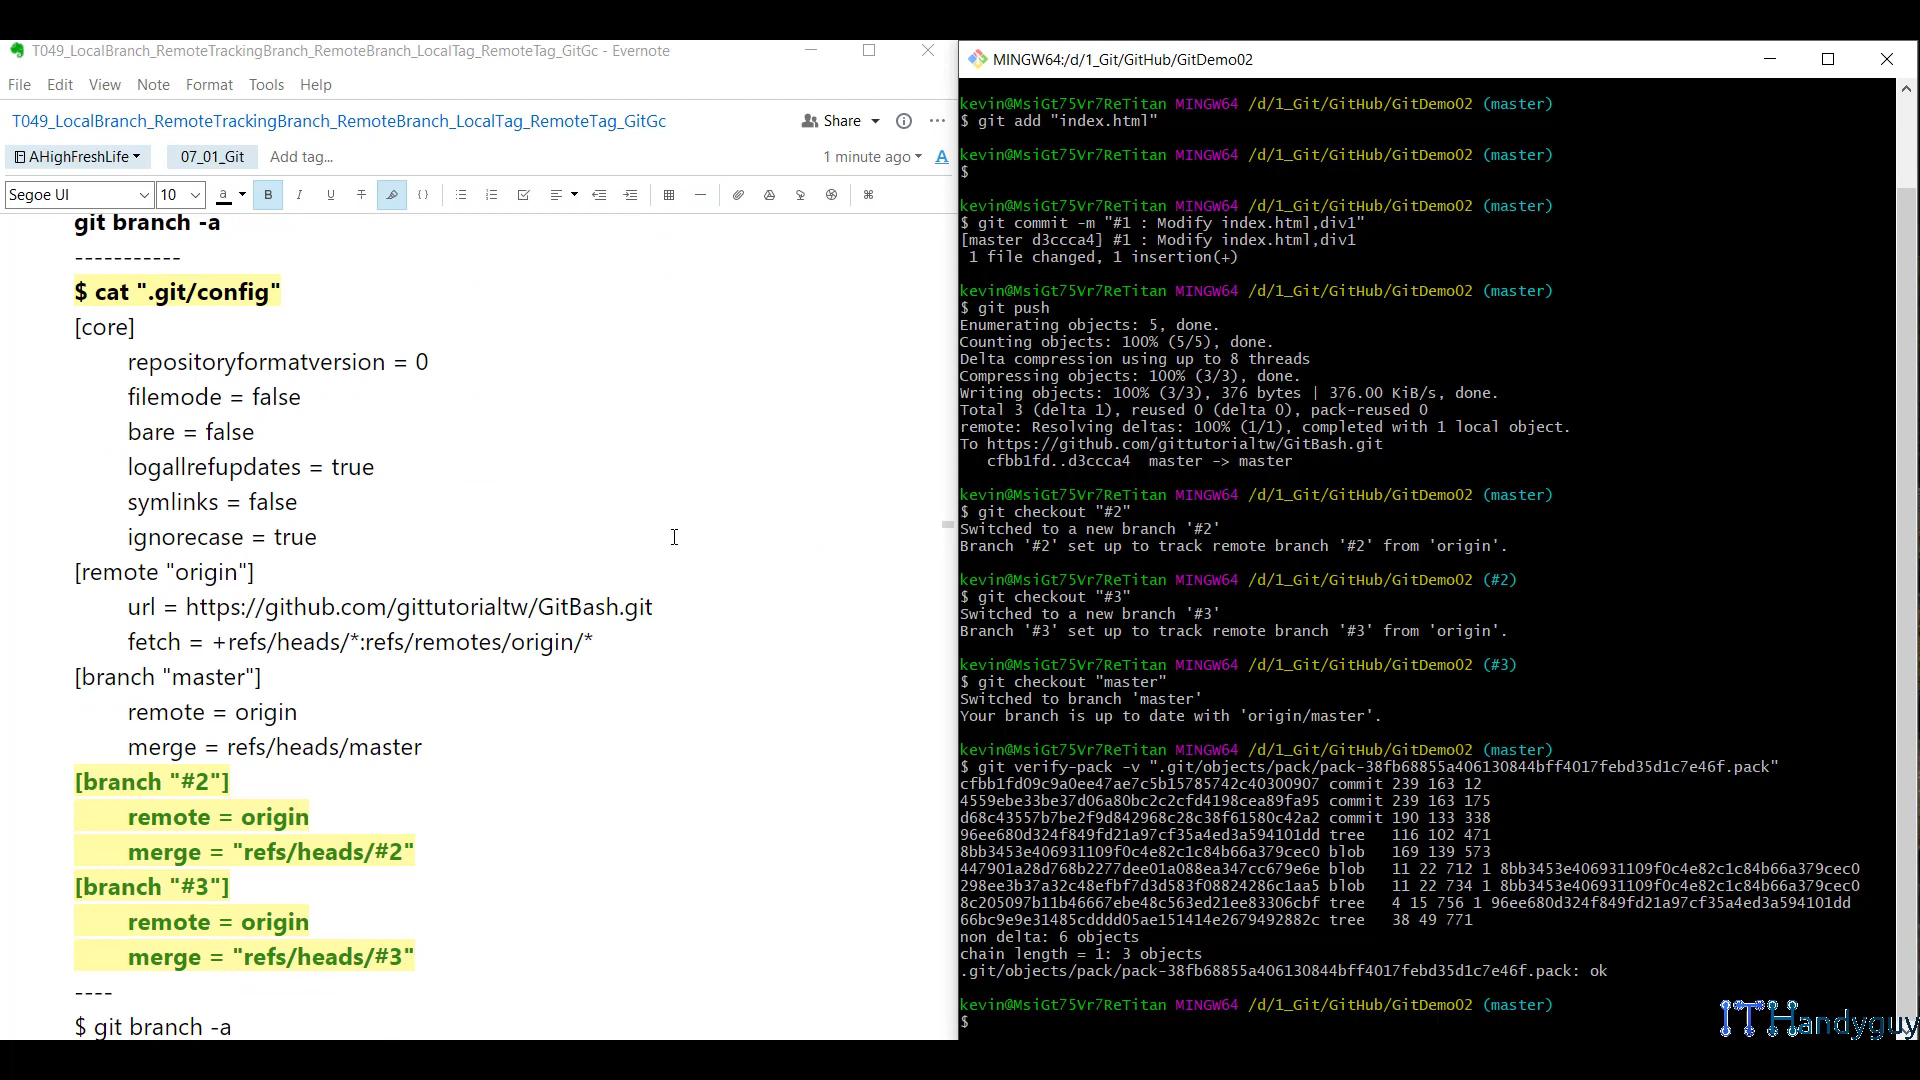 T049_LocalBranch_RemoteTrackingBranch_RemoteBranch_LocalTag_RemoteTag_GitGc - Evernote
File Edit View Note Format Tools Help
T049_LocalBranch_RemoteTrackingBranch_RemoteBranch_LocalTag_RemoteTag_GitGc
Share
AHighFreshLife
07_01_Git
Add tag...
1 minute ago
A
Segoe UI
10
a
B
I
U
T
git branch -a
-----------
$ cat ".git/config"
[core]
repositoryformatversion = 0
filemode = false
bare = false
logallrefupdates = true
symlinks = false
ignorecase = true
[remote "origin"]
url = https://github.com/gittutorialtw/GitBash.git
fetch = +refs/heads/*:refs/remotes/origin/*
[branch "master"]
remote = origin
merge = refs/heads/master
[branch "#2"]
remote = origin
merge = "refs/heads/#2"
[branch "#3"]
remote = origin
merge = "refs/heads/#3"
----
$ git branch -a
MINGW64:/d/1_Git/GitHub/GitDemo02
kevin@MsiGt75Vr7ReTitan MINGW64 /d/1_Git/GitHub/GitDemo02 (master)
$ git add "index.html"
kevin@MsiGt75Vr7ReTitan MINGW64 /d/1_Git/GitHub/GitDemo02 (master)
$
kevin@MsiGt75Vr7ReTitan MINGW64 /d/1_Git/GitHub/GitDemo02 (master)
$ git commit -m "#1 : Modify index.html,div1"
[master d3ccca4] #1 : Modify index.html,div1
1 file changed, 1 insertion(+)
kevin@MsiGt75Vr7ReTitan MINGW64 /d/1_Git/GitHub/GitDemo02 (master)
$ git push
Enumerating objects: 5, done.
Counting objects: 100% (5/5), done.
Delta compression using up to 8 threads
Compressing objects: 100% (3/3), done.
Writing objects: 100% (3/3), 376 bytes | 376.00 KiB/s, done.
Total 3 (delta 1), reused 0 (delta 0), pack-reused 0
remote: Resolving deltas: 100% (1/1), completed with 1 local object.
To https://github.com/gittutorialtw/GitBash.git
cfbb1fd..d3ccca4  master -> master
kevin@MsiGt75Vr7ReTitan MINGW64 /d/1_Git/GitHub/GitDemo02 (master)
$ git checkout "#2"
Switched to a new branch '#2'
Branch '#2' set up to track remote branch '#2' from 'origin'.
kevin@MsiGt75Vr7ReTitan MINGW64 /d/1_Git/GitHub/GitDemo02 (#2)
$ git checkout "#3"
Switched to a new branch '#3'
Branch '#3' set up to track remote branch '#3' from 'origin'.
kevin@MsiGt75Vr7ReTitan MINGW64 /d/1_Git/GitHub/GitDemo02 (#3)
$ git checkout "master"
Switched to branch 'master'
Your branch is up to date with 'origin/master'.
kevin@MsiGt75Vr7ReTitan MINGW64 /d/1_Git/GitHub/GitDemo02 (master)
$ git verify-pack -v ".git/objects/pack/pack-38fb68855a406130844bff4017febd35d1c7e46f.pack"
cfbb1fd09c9a0ee47ae7c5b15785742c40300907 commit 239 163 12
4559ebe33be37d06a80bc2c2cfd4198cea89fa95 commit 239 163 175
d68c43557b7be2f9d842968c28c38f61580c42a2 commit 190 133 338
96ee680d324f849fd21a97cf35a4ed3a594101dd tree   116 102 471
8bb3453e406931109f0c4e82c1c84b66a379cec0 blob   169 139 573
447901a28d768b2277dee01a088ea347cc679e6e blob   11 22 712 1 8bb3453e406931109f0c4e82c1c84b66a379cec0
298ee3b37a32c48efbf7d3d583f08824286c1aa5 blob   11 22 734 1 8bb3453e406931109f0c4e82c1c84b66a379cec0
8c205097b11b46667ebe48c563ed21ee83306cbf tree   4 15 756 1 96ee680d324f849fd21a97cf35a4ed3a594101dd
66bc9e9e31485cdddd05ae151414e2679492882c tree   38 49 771
non delta: 6 objects
chain length = 1: 3 objects
.git/objects/pack/pack-38fb68855a406130844bff4017febd35d1c7e46f.pack: ok
kevin@MsiGt75Vr7ReTitan MINGW64 /d/1_Git/GitHub/GitDemo02 (master)
$
ITHandyguy